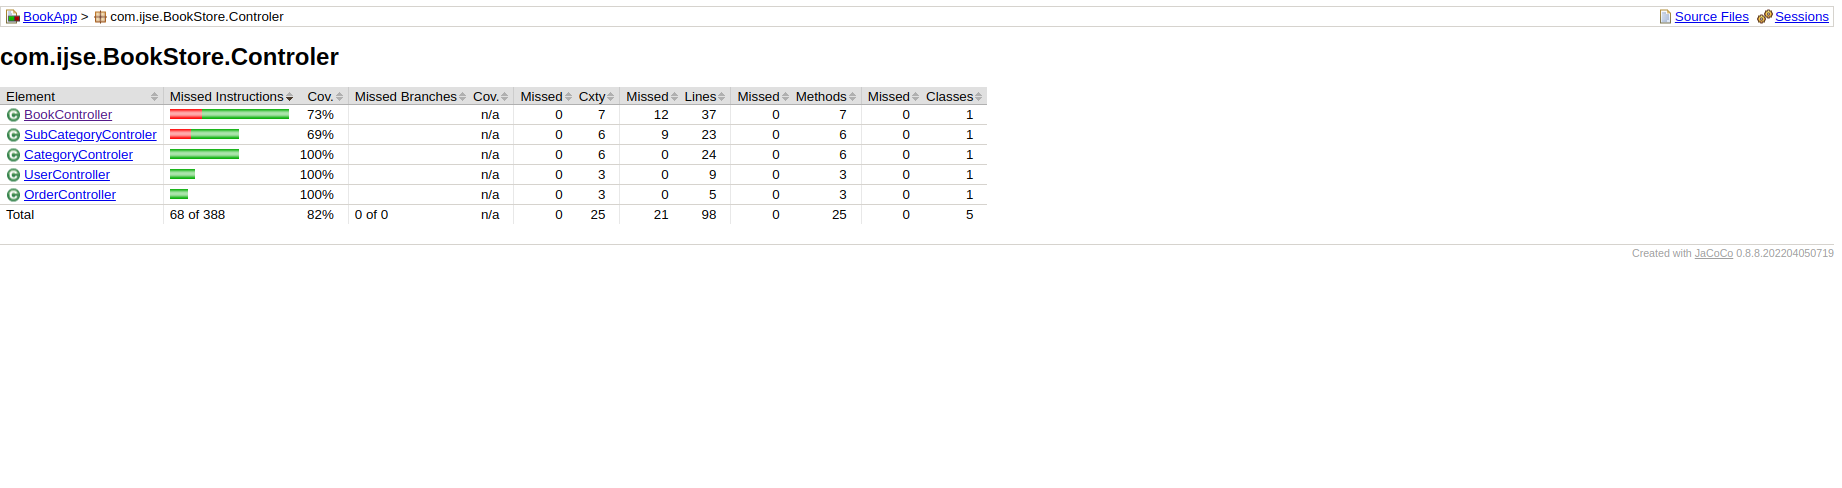 BookApp > com.ijse.BookStore.Controler Source Files Sessions
com.ijse.BookStore.Controler
Element Missed Instructions Cov. Missed Branches Cov. Missed Cxty Missed Lines Missed Methods Missed Classes
BookController 73% n/a 0 7 12 37 0 7 0 1
SubCategoryControler 69% n/a 0 6 9 23 0 6 0 1
CategoryControler 100% n/a 0 6 0 24 0 6 0 1
UserController 100% n/a 0 3 0 9 0 3 0 1
OrderController 100% n/a 0 3 0 5 0 3 0 1
Total 68 of 388 82% 0 of 0 n/a 0 25 21 98 0 25 0 5
Created with JaCoCo 0.8.8.202204050719